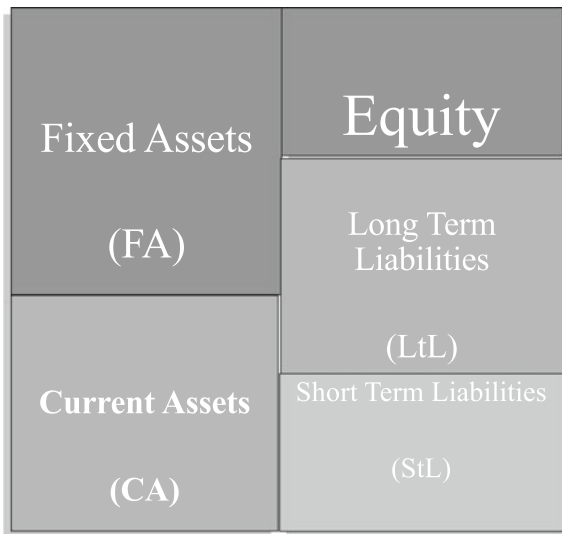 Fixed Assets
(FA)
Equity
Long Term
Liabilities
(LtL)
Current Assets
(CA)
Short Term Liabilities
(StL)